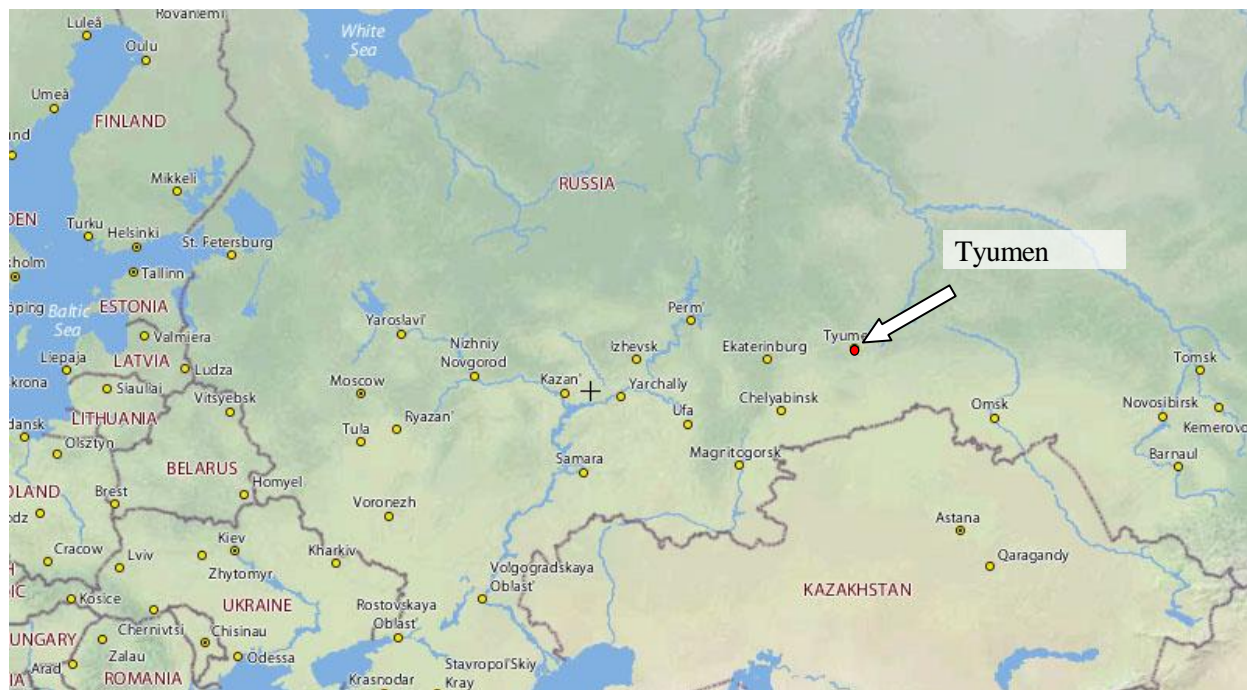 Rovaniemi
Luleå
Oulu
White
Sea
Umeå
FINLAND
Mikkeli
RUSSIA
Turku
Helsinki
St. Petersburg
Tallinn
Tyumen
ESTONIA
Baltic
Sea
Valmiera
Yaroslavl'
Nizhniy
Novgorod
Perm'
Izhevsk
Ekaterinburg
Tyume
Liepaja
LATVIA
Ludza
Tomsk
Siauliai
Moscow
Kazan'
Yarchally
Chelyabinsk
Omsk
Novosibirsk
Kemerovo
LITHUANIA
Vitsyebsk
Ryazan'
Tula
Ufa
Olsztyn
BELARUS
Samara
Magnitogorsk
Barnaul
Brest
Homyel
Voronezh
Astana
Kiev
Cracow
Lviv
Zhytomyr
Kharkiv
Qaragandy
Volgogradskaya
Oblast'
KAZAKHSTAN
Kosice
UKRAINE
Rostovskaya
Oblast'
Chernivtsi
Chisinau
Zalau
Odessa
Arad
ROMANIA
Stavropol'Skiy
Kray
Krasnodar